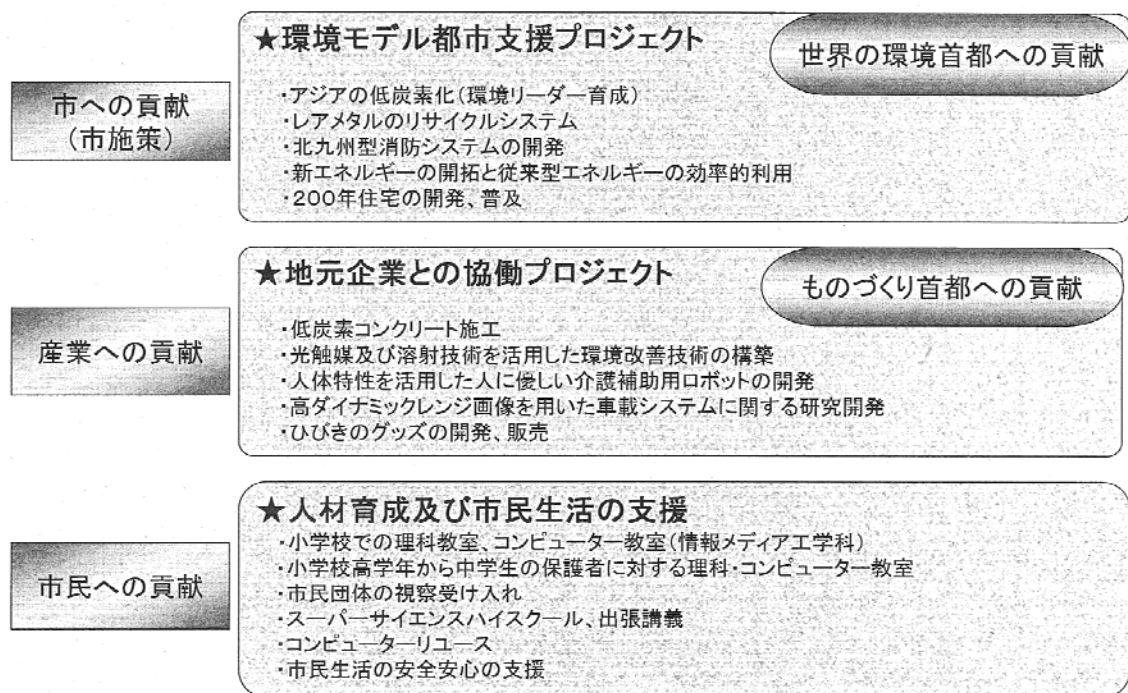 ★環境モデル都市支援プロジェクト
世界の環境首都への貢献
市への貢献
(市施策)
・アジアの低炭素化(環境リーダー育成)
・レアメタルのリサイクルシステム
・北九州型消防システムの開発
・新エネルギーの開拓と従来型エネルギーの効率的利用
・200年住宅の開発、普及
★地元企業との協働プロジェクト
ものづくり首都への貢献
産業への貢献
・低炭素コンクリート施工
・光触媒及び溶射技術を活用した環境改善技術の構築
・人体特性を活用した人に優しい介護補助用ロボットの開発
・高ダイナミックレンジ画像を用いた車載システムに関する研究開発
・ひびきのグッズの開発、販売
★人材育成及び市民生活の支援
市民への貢献
・小学校での理科教室、コンピューター教室(情報メディア工学科)
・小学校高学年から中学生の保護者に対する理科・コンピューター教室
・市民団体の視察受け入れ
・スーパーサイエンスハイスクール、出張講義
・コンピューターリユース
・市民生活の安全安心の支援